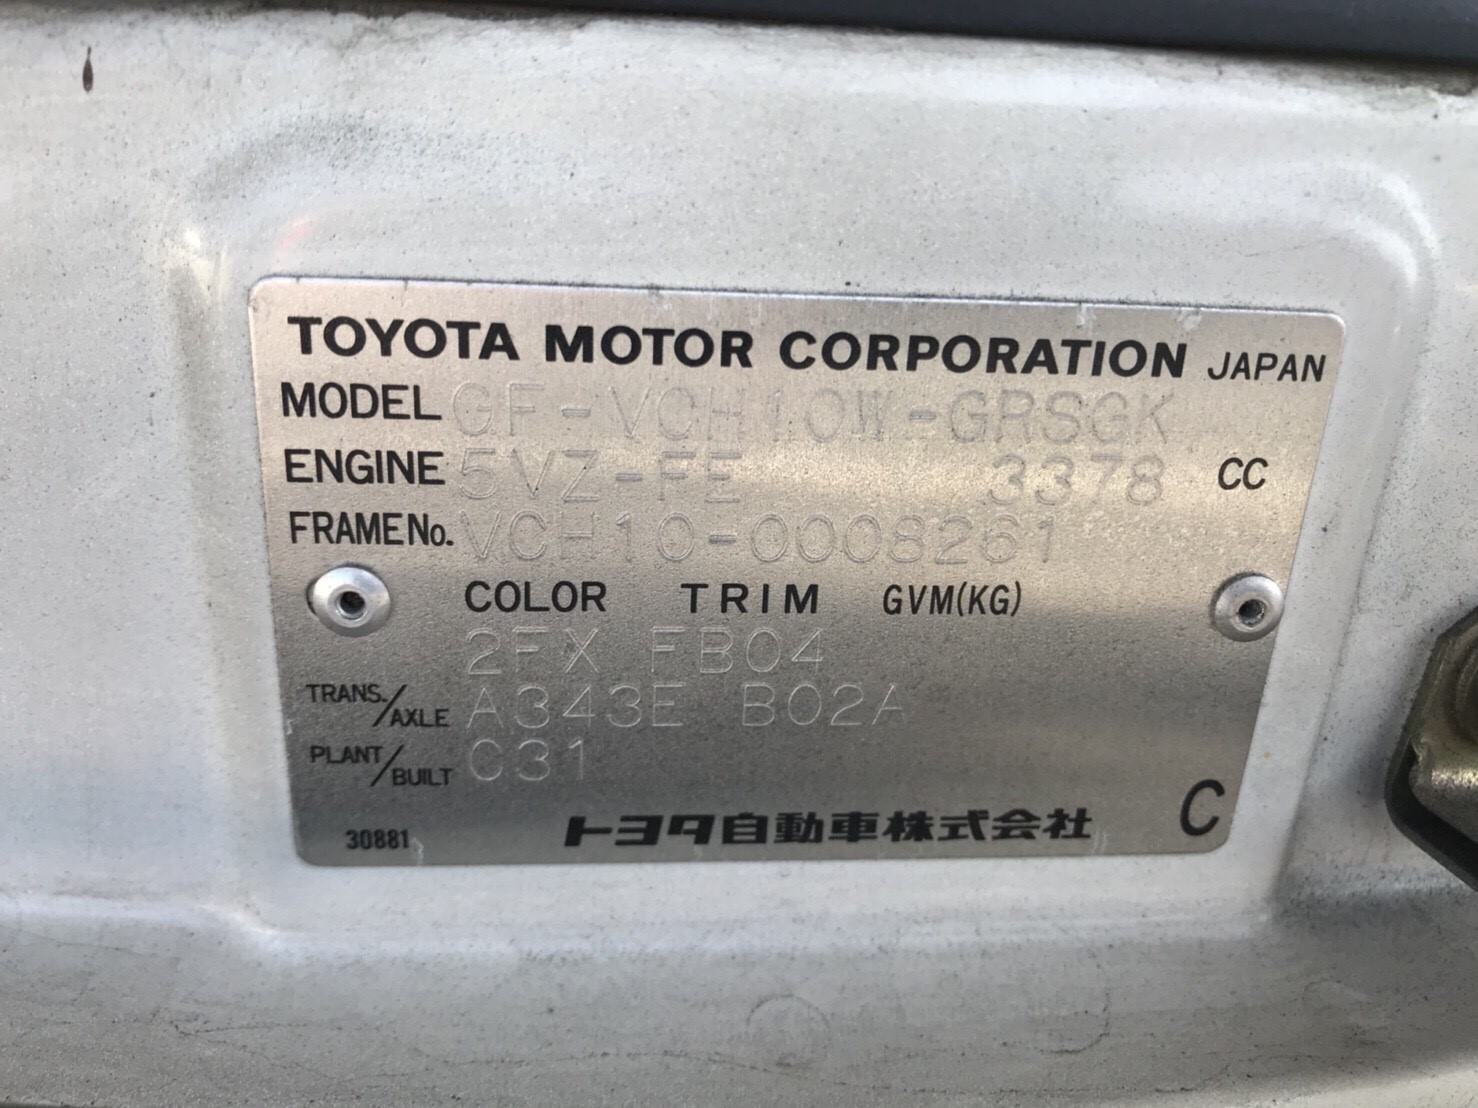 TOYOTA MOTOR CORPORATION JAPAN
MODEL GF-VCH10W-GRSGK
ENGINE 5VZ-FE 3378 CC
FRAME No. VCH10-0008261
COLOR TRIM GVM(KG)
2FX FB04
TRANS./AXLE A343E B02A
PLANT/BUILT C31
30881 トヨタ自動車株式会社 C